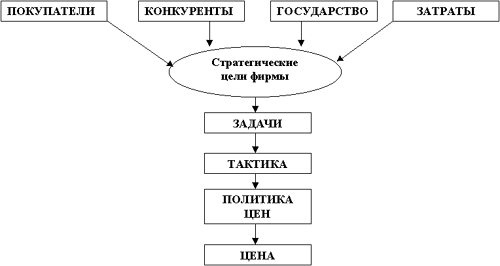 ПОКУПАТЕЛИ
КОНКУРЕНТЫ
ГОСУДАРСТВО
ЗАТРАТЫ
Стратегические
цели фирмы
ЗАДАЧИ
ТАКТИКА
ПОЛИТИКА
ЦЕН
ЦЕНА